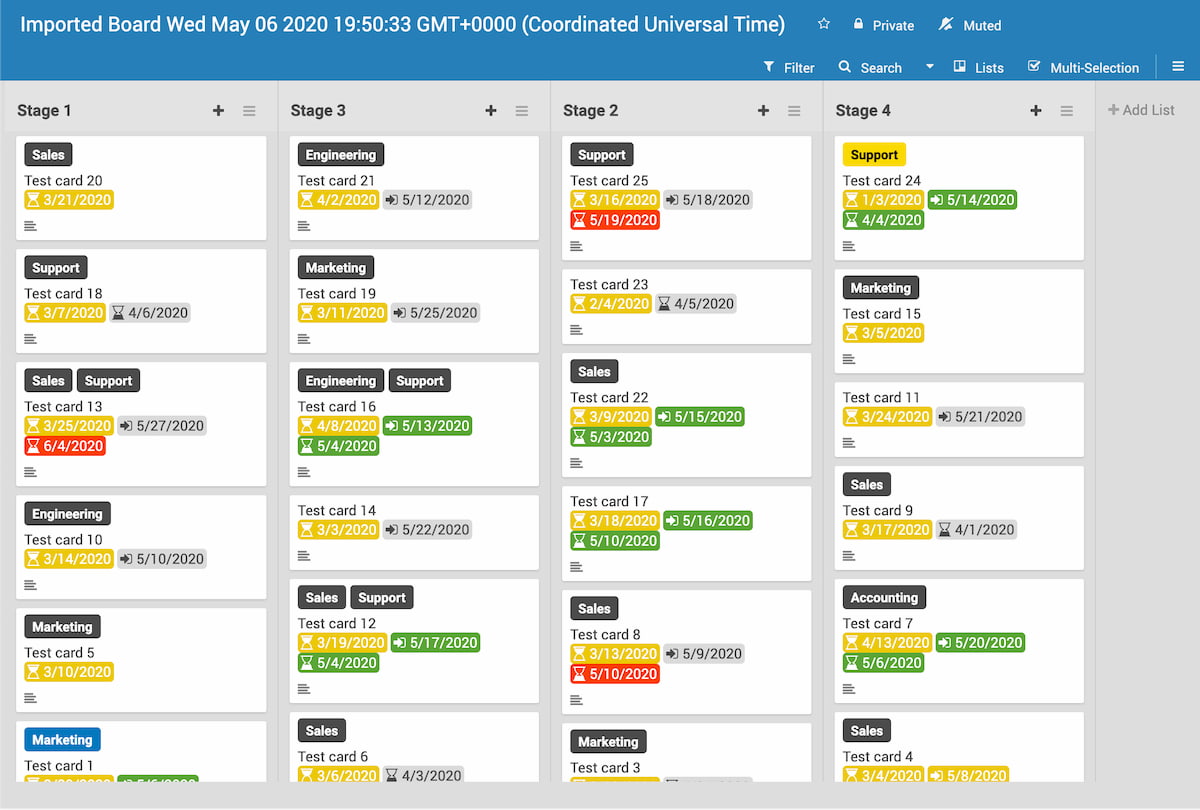 Imported Board Wed May 06 2020 19:50:33 GMT+0000 (Coordinated Universal Time)
Private
Muted
Filter
Search
Lists
Multi-Selection
Stage 1
Sales
Test card 20
3/21/2020
Support
Test card 18
3/7/2020 4/6/2020
Sales Support
Test card 13
3/25/2020 5/27/2020
6/4/2020
Engineering
Test card 10
3/14/2020 5/10/2020
Marketing
Test card 5
3/10/2020
Marketing
Test card 1
Stage 3
Engineering
Test card 21
4/2/2020 5/12/2020
Marketing
Test card 19
3/11/2020 5/25/2020
Engineering Support
Test card 16
4/8/2020 5/13/2020
5/4/2020
Test card 14
3/3/2020 5/22/2020
Sales Support
Test card 12
3/19/2020 5/17/2020
5/4/2020
Sales
Test card 6
3/6/2020 4/3/2020
Stage 2
Support
Test card 25
3/16/2020 5/18/2020
5/19/2020
Test card 23
2/4/2020 4/5/2020
Sales
Test card 22
3/9/2020 5/15/2020
5/3/2020
Test card 17
3/18/2020 5/16/2020
5/10/2020
Sales
Test card 8
3/13/2020 5/9/2020
5/10/2020
Marketing
Test card 3
Stage 4
Support
Test card 24
1/3/2020 5/14/2020
4/4/2020
Marketing
Test card 15
3/5/2020
Test card 11
3/24/2020 5/21/2020
Sales
Test card 9
3/17/2020 4/1/2020
Accounting
Test card 7
4/13/2020 5/20/2020
5/6/2020
Sales
Test card 4
3/4/2020 5/8/2020
+ Add List